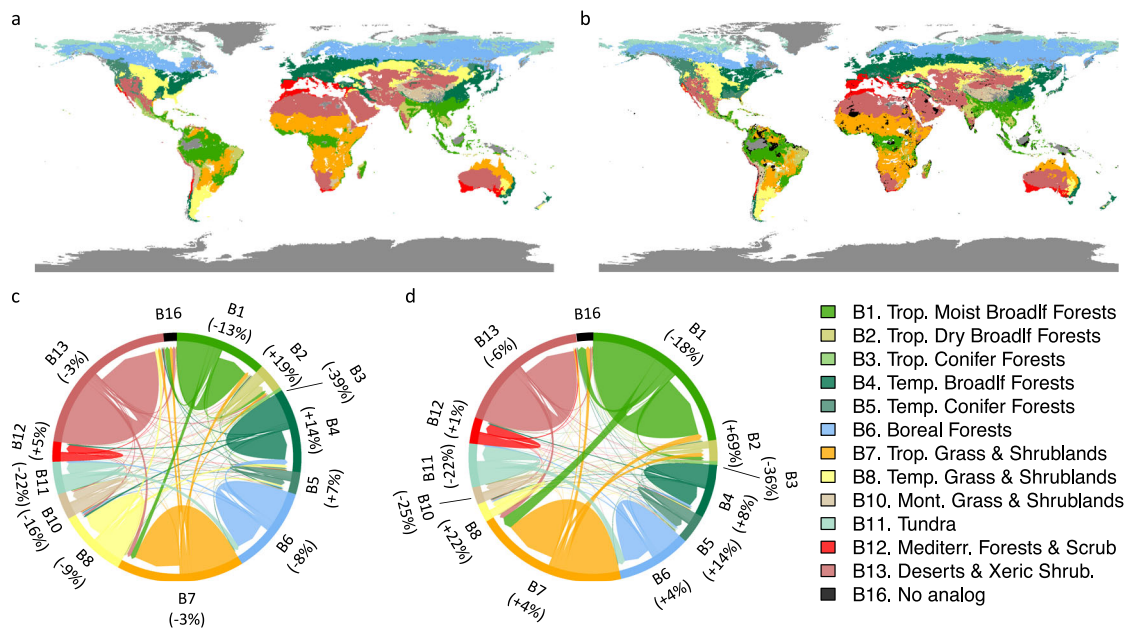 a
b
c
B16
B1
(-13%)
B2
(+19%)
B3
(-39%)
B4
(+14%)
B5
(+7%)
B6
(-8%)
B7
(-3%)
B8
(-9%)
B10
(-16%)
B11
(-22%)
B12
(+5%)
B13
(-3%)
d
B16
B1
(-18%)
B2
(+69%)
B3
(-36%)
B4
(+8%)
B5
(+14%)
B6
(+4%)
B7
(+4%)
B8
(+22%)
B10
(-25%)
B11
(-22%)
B12
(+1%)
B13
(-6%)
B1. Trop. Moist Broadlf Forests
B2. Trop. Dry Broadlf Forests
B3. Trop. Conifer Forests
B4. Temp. Broadlf Forests
B5. Temp. Conifer Forests
B6. Boreal Forests
B7. Trop. Grass & Shrublands
B8. Temp. Grass & Shrublands
B10. Mont. Grass & Shrublands
B11. Tundra
B12. Mediterr. Forests & Scrub
B13. Deserts & Xeric Shrub.
B16. No analog